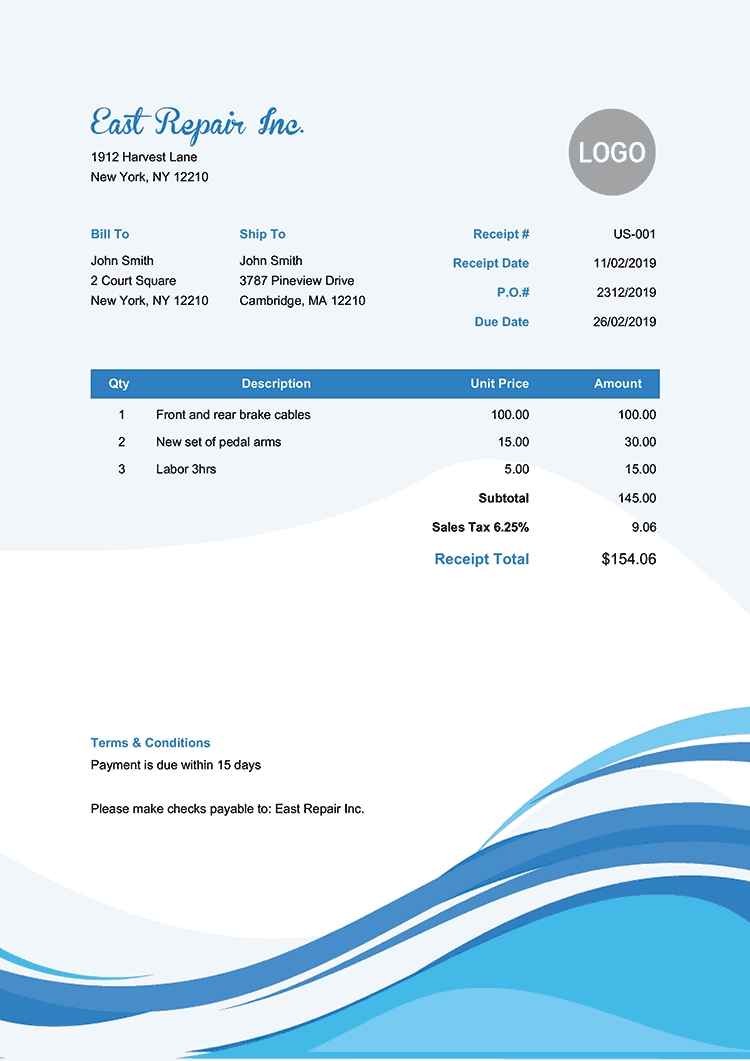 East Repair Inc.
1912 Harvest Lane
New York, NY 12210
LOGO
Bill To
John Smith
2 Court Square
New York, NY 12210
Ship To
John Smith
3787 Pineview Drive
Cambridge, MA 12210
Receipt # US-001
Receipt Date 11/02/2019
P.O.# 2312/2019
Due Date 26/02/2019
Qty Description Unit Price Amount
1 Front and rear brake cables 100.00 100.00
2 New set of pedal arms 15.00 30.00
3 Labor 3hrs 5.00 15.00
Subtotal 145.00
Sales Tax 6.25% 9.06
Receipt Total $154.06
Terms & Conditions
Payment is due within 15 days
Please make checks payable to: East Repair Inc.